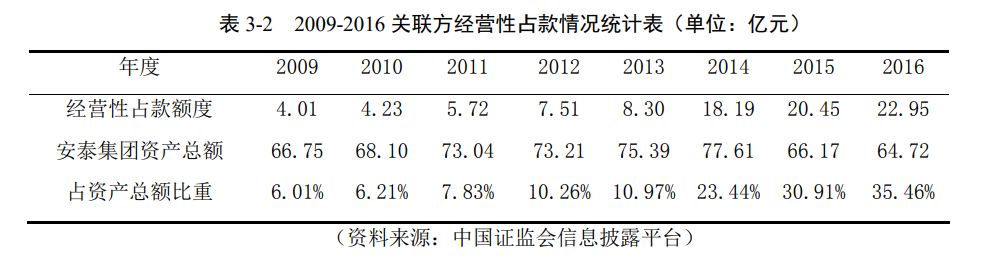 表 3-2 2009-2016 关联方经营性占款情况统计表（单位：亿元）
年度 2009 2010 2011 2012 2013 2014 2015 2016
经营性占款额度 4.01 4.23 5.72 7.51 8.30 18.19 20.45 22.95
安泰集团资产总额 66.75 68.10 73.04 73.21 75.39 77.61 66.17 64.72
占资产总额比重 6.01% 6.21% 7.83% 10.26% 10.97% 23.44% 30.91% 35.46%
（资料来源：中国证监会信息披露平台）